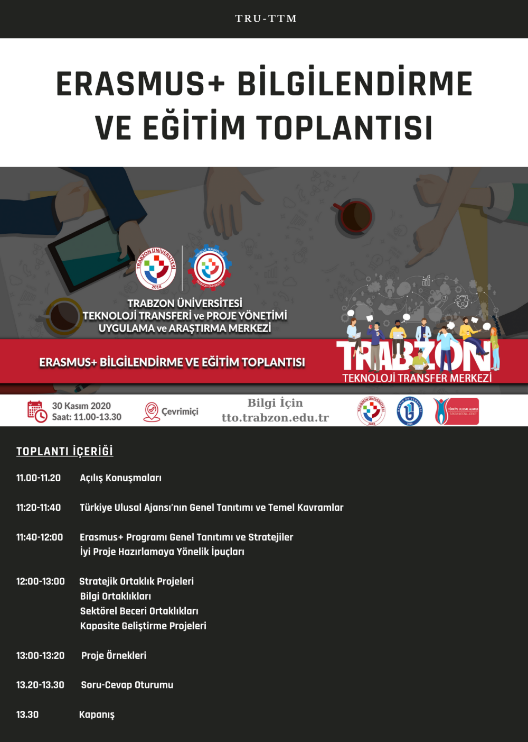 TRU-TTM
ERASMUS+ BİLGİLENDİRME
VE EĞİTİM TOPLANTISI
TRABZON ÜNİVERSİTESİ
TEKNOLOJİ TRANSFERİ ve PROJE YÖNETİMİ
UYGULAMA ve ARAŞTIRMA MERKEZİ
ERASMUS+ BİLGİLENDİRME VE EĞİTİM TOPLANTISI
TRABZON
TEKNOLOJİ TRANSFER MERKEZİ
30 Kasım 2020
Saat: 11.00-13.30
Çevrimiçi
Bilgi İçin
tto.trabzon.edu.tr
TOPLANTI İÇERİĞİ
11.00-11.20 Açılış Konuşmaları
11:20-11:40 Türkiye Ulusal Ajansı'nın Genel Tanıtımı ve Temel Kavramlar
11:40-12:00 Erasmus+ Programı Genel Tanıtımı ve Stratejiler
İyi Proje Hazırlamaya Yönelik İpuçları
12:00-13:00 Stratejik Ortaklık Projeleri
Bilgi Ortaklıkları
Sektörel Beceri Ortaklıkları
Kapasite Geliştirme Projeleri
13:00-13:20 Proje Örnekleri
13.20-13.30 Soru-Cevap Oturumu
13.30 Kapanış